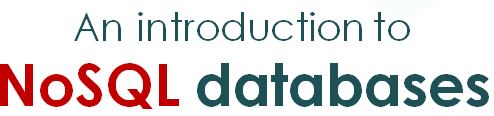 An introduction to
NoSQL databases